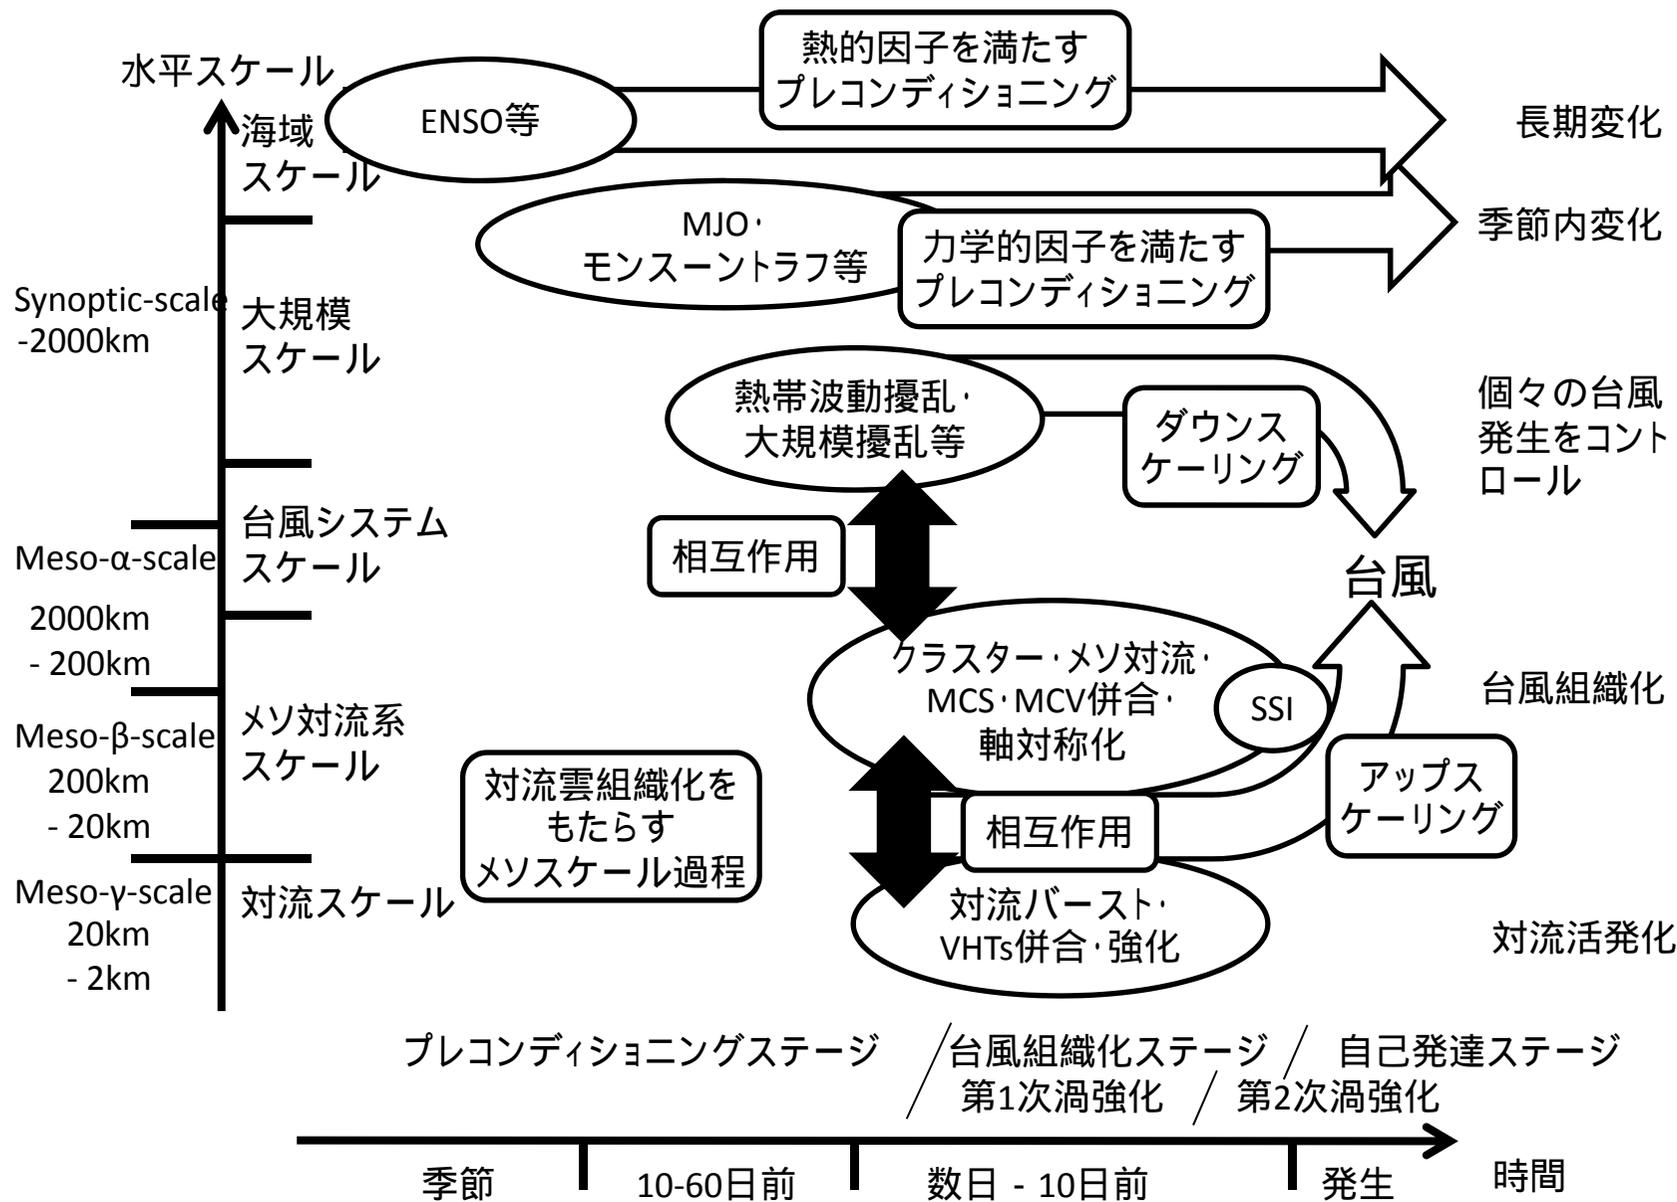 水平スケール
海域
スケール
ENSO等
熱的因子を満たす
プレコンディショニング
長期変化
MJO・
モンスーントラフ等
力学的因子を満たす
プレコンディショニング
季節内変化
Synoptic-scale
-2000km
大規模
スケール
熱帯波動擾乱・
大規模擾乱等
ダウンス
ケーリング
個々の台風
発生をコント
ロール
台風システム
スケール
Meso-α-scale
2000km
- 200km
相互作用
台風
クラスター・メソ対流・
MCS・MCV併合・
軸対称化
SSI
台風組織化
Meso-β-scale
200km
- 20km
メソ対流系
スケール
対流雲組織化を
もたらす
メソスケール過程
相互作用
アップス
ケーリング
Meso-γ-scale
20km
- 2km
対流スケール
対流バースト・
VHTs併合・強化
対流活発化
プレコンディショニングステージ
台風組織化ステージ
自己発達ステージ
第1次渦強化
第2次渦強化
季節
10-60日前
数日 - 10日前
発生
時間